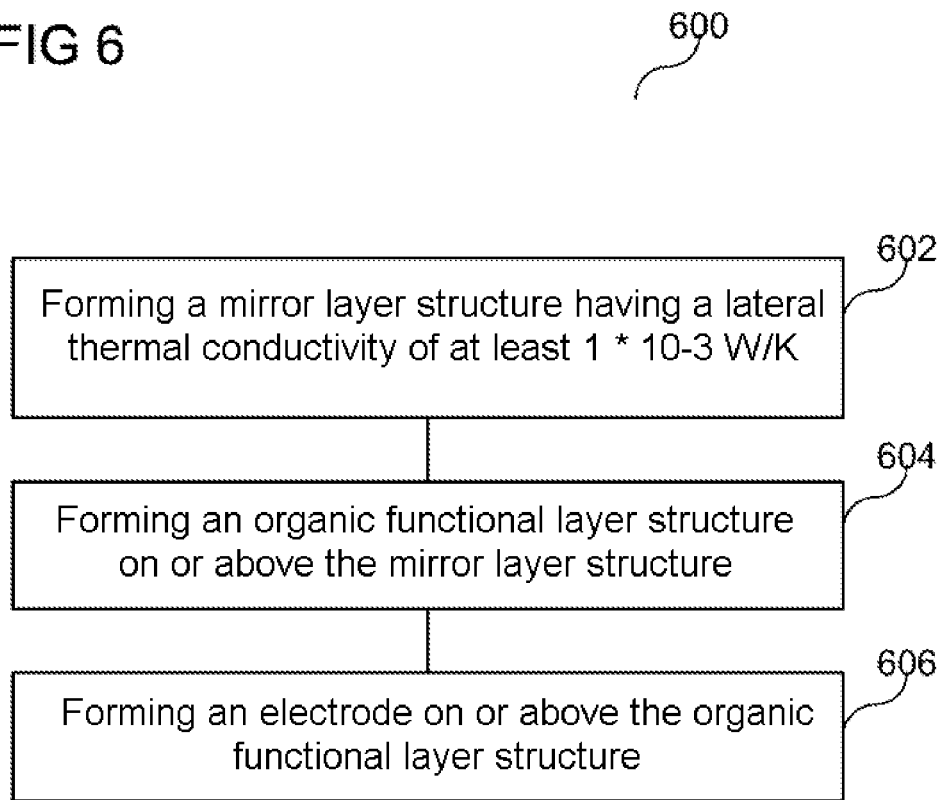 FIG 6
600
602
Forming a mirror layer structure having a lateral
thermal conductivity of at least 1 * 10-3 W/K
604
Forming an organic functional layer structure
on or above the mirror layer structure
606
Forming an electrode on or above the organic
functional layer structure